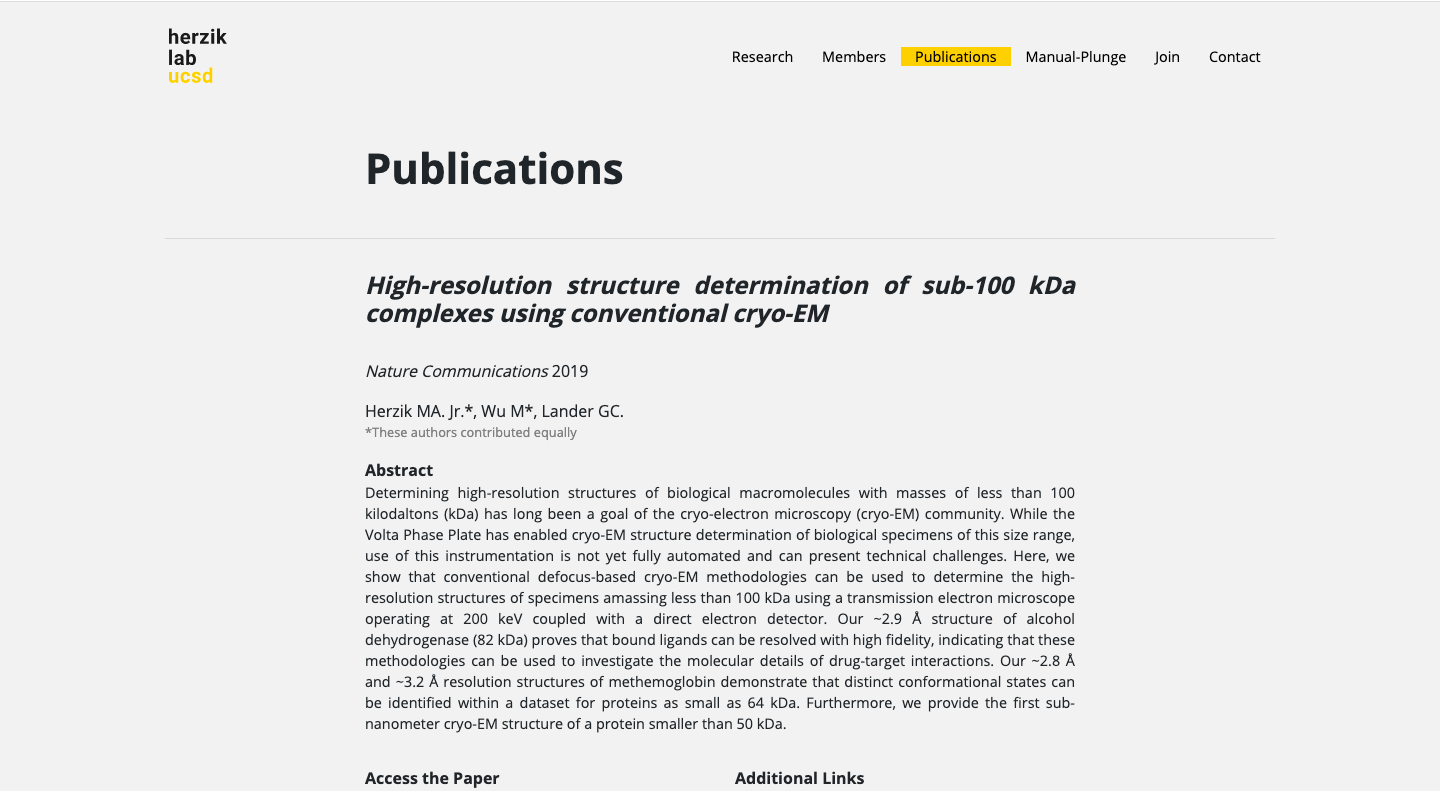 herzik
lab
ucsd
Research Members Publications Manual-Plunge Join Contact
Publications
High-resolution structure determination of sub-100 kDa
complexes using conventional cryo-EM
Nature Communications 2019
Herzik MA. Jr.*, Wu M*, Lander GC.
*These authors contributed equally
Abstract
Determining high-resolution structures of biological macromolecules with masses of less than 100
kilodaltons (kDa) has long been a goal of the cryo-electron microscopy (cryo-EM) community. While the
Volta Phase Plate has enabled cryo-EM structure determination of biological specimens of this size range,
use of this instrumentation is not yet fully automated and can present technical challenges. Here, we
show that conventional defocus-based cryo-EM methodologies can be used to determine the high-
resolution structures of specimens amassing less than 100 kDa using a transmission electron microscope
operating at 200 keV coupled with a direct electron detector. Our ~2.9 Å structure of alcohol
dehydrogenase (82 kDa) proves that bound ligands can be resolved with high fidelity, indicating that these
methodologies can be used to investigate the molecular details of drug-target interactions. Our ~2.8 Å
and ~3.2 Å resolution structures of methemoglobin demonstrate that distinct conformational states can
be identified within a dataset for proteins as small as 64 kDa. Furthermore, we provide the first sub-
nanometer cryo-EM structure of a protein smaller than 50 kDa.
Access the Paper Additional Links